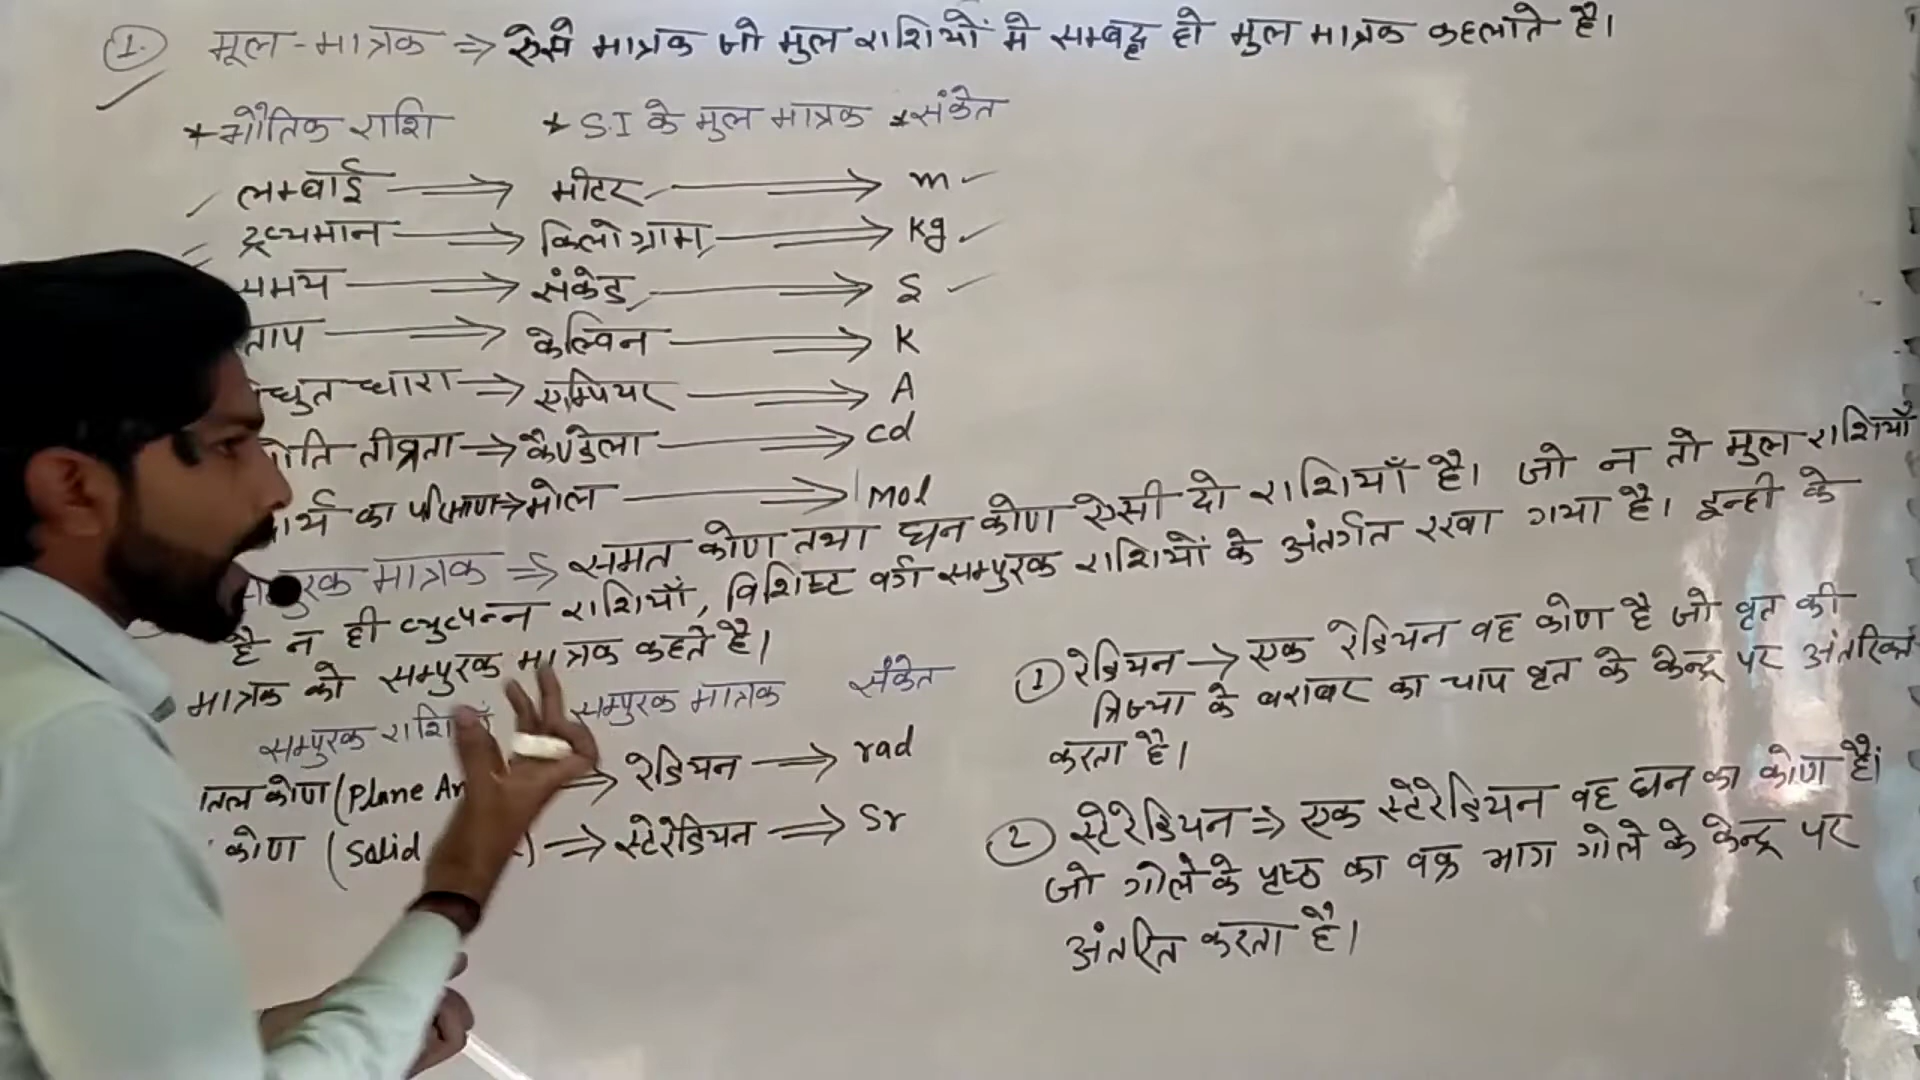 1. मूल-मात्रक ⇒ ऐसे मात्रक जो मुल राशियों मे सम्बद्ध हो मुल मात्रक कहलाते है।
* भौतिक राशि * S.I के मुल मात्रक * संकेत
लम्बाई ⇒ मीटर ⇒ m
द्रव्यमान ⇒ किलोग्राम ⇒ kg
समय ⇒ संकेड ⇒ S
ताप ⇒ केल्विन ⇒ K
धुत धारा ⇒ एम्पियर ⇒ A
ति तीव्रता ⇒ कैण्डेला ⇒ cd
का परिमाण ⇒ मोल ⇒ mol
मात्रक ⇒ समत कोण तथा घन कोण ऐसी दो राशियाँ है। जो न तो मुल राशियाँ
है न ही व्युत्पन्न राशियाँ, विशिष्ट वर्ग सम्पुरक राशियों के अंतर्गत रखा गया है। इन्ही के
मात्रक को सम्पुरक मात्रक कहते है।
सम्पुरक राशियाँ सम्पुरक मात्रक संकेत
तल कोण (Plane An ⇒ रेडियन ⇒ rad
कोण (Solid ) ⇒ स्टेरेडियन ⇒ Sr
1 रेडियन → एक रेडियन वह कोण है जो वृत की
त्रिज्या के बराबर का चाप वृत के केन्द्र पर अंतरित
करता है।
2 स्टेरेडियन ⇒ एक स्टेरेडियन वह घन का कोण है।
जो गोले के पृष्ठ का वक्र भाग गोले के केन्द्र पर
अंतरित करता है।